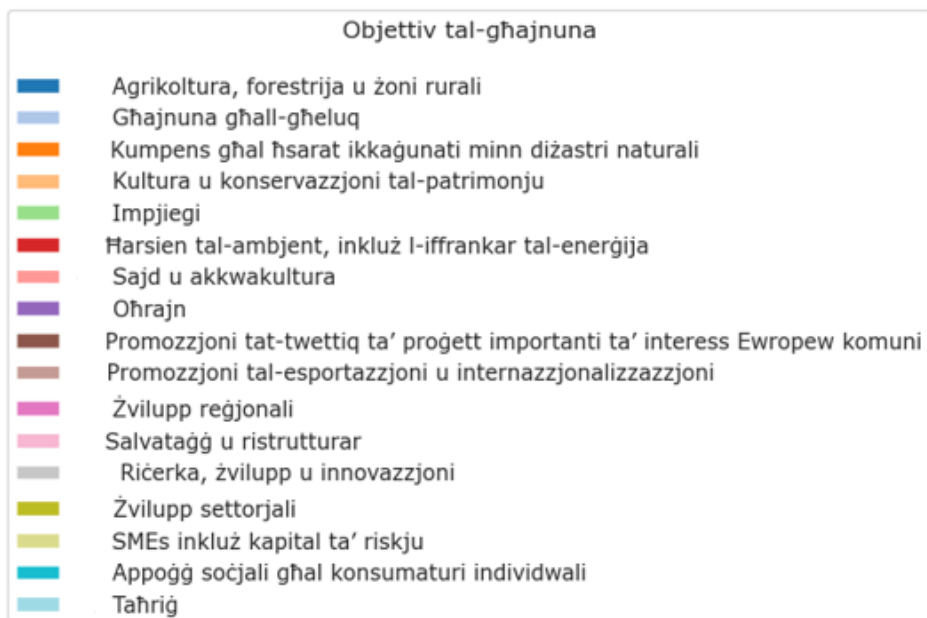 Objettiv tal-għajnuna
Agrikoltura, forestrija u żoni rurali
Għajnuna għall-għeluq
Kumpens għal ħsarat ikkaġunati minn diżastri naturali
Kultura u konservazzjoni tal-patrimonju
Impjiegi
Ħarsien tal-ambjent, inkluż l-iffrankar tal-enerġija
Sajd u akkwakultura
Oħrajn
Promozzjoni tat-twettiq ta’ proġett importanti ta’ interess Ewropew komuni
Promozzjoni tal-esportazzjoni u internazzjonalizzazzjoni
Żvilupp reġjonali
Salvataġġ u ristrutturar
Riċerka, żvilupp u innovazzjoni
Żvilupp settorjali
SMEs inkluż kapital ta’ riskju
Appoġġ soċjali għal konsumaturi individwali
Taħriġ